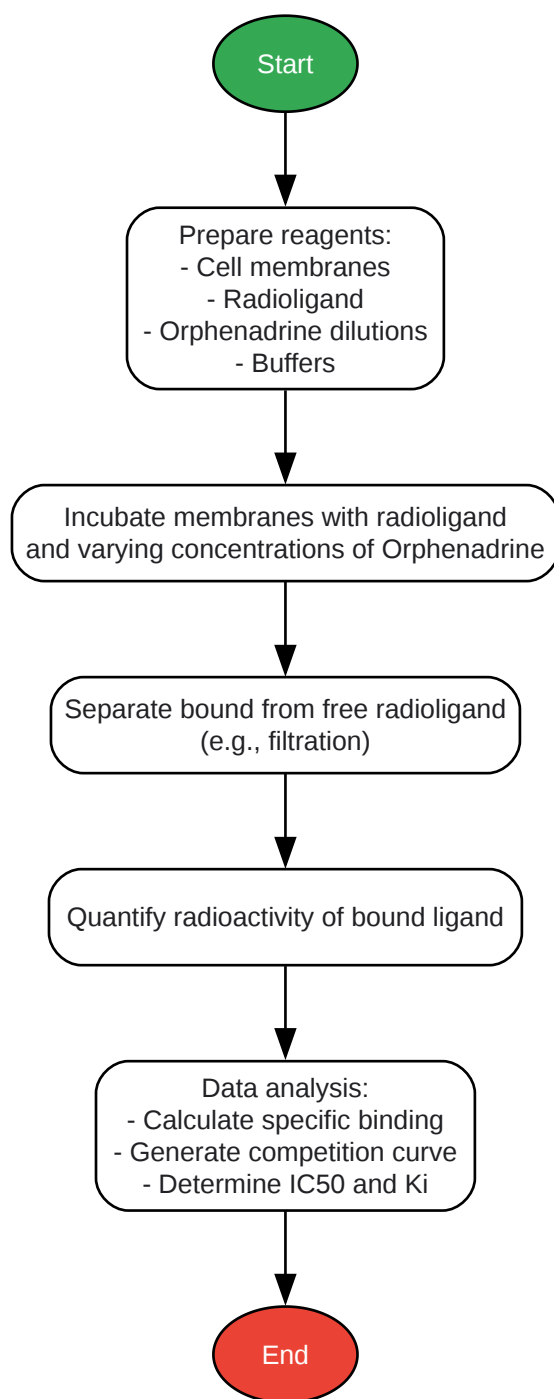 Start
Prepare reagents:
- Cell membranes
- Radioligand
- Orphenadrine dilutions
- Buffers
Incubate membranes with radioligand
and varying concentrations of Orphenadrine
Separate bound from free radioligand
(e.g., filtration)
Quantify radioactivity of bound ligand
Data analysis:
- Calculate specific binding
- Generate competition curve
- Determine IC50 and Ki
End